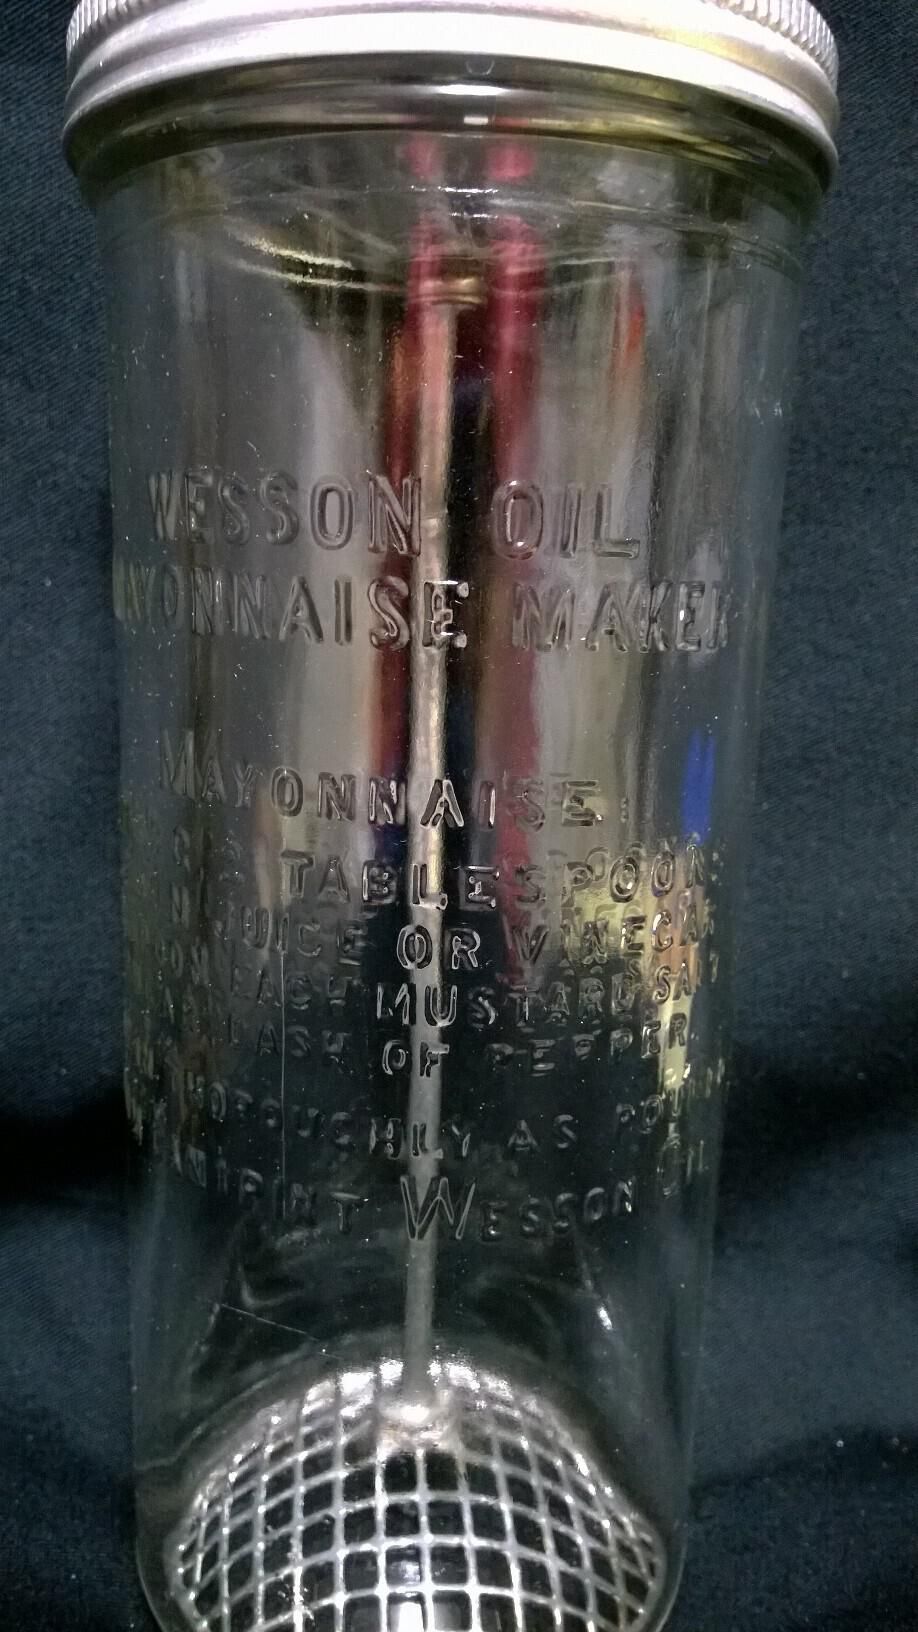 WESSON OIL
MAYONNAISE MAKER
MAYONNAISE:
TABLESPOON
JUICE OR VINEGAR
EACH MUSTARD SALT
DASH OF PEPPER
THOROUGHLY AS POUR
PINT WESSON OIL